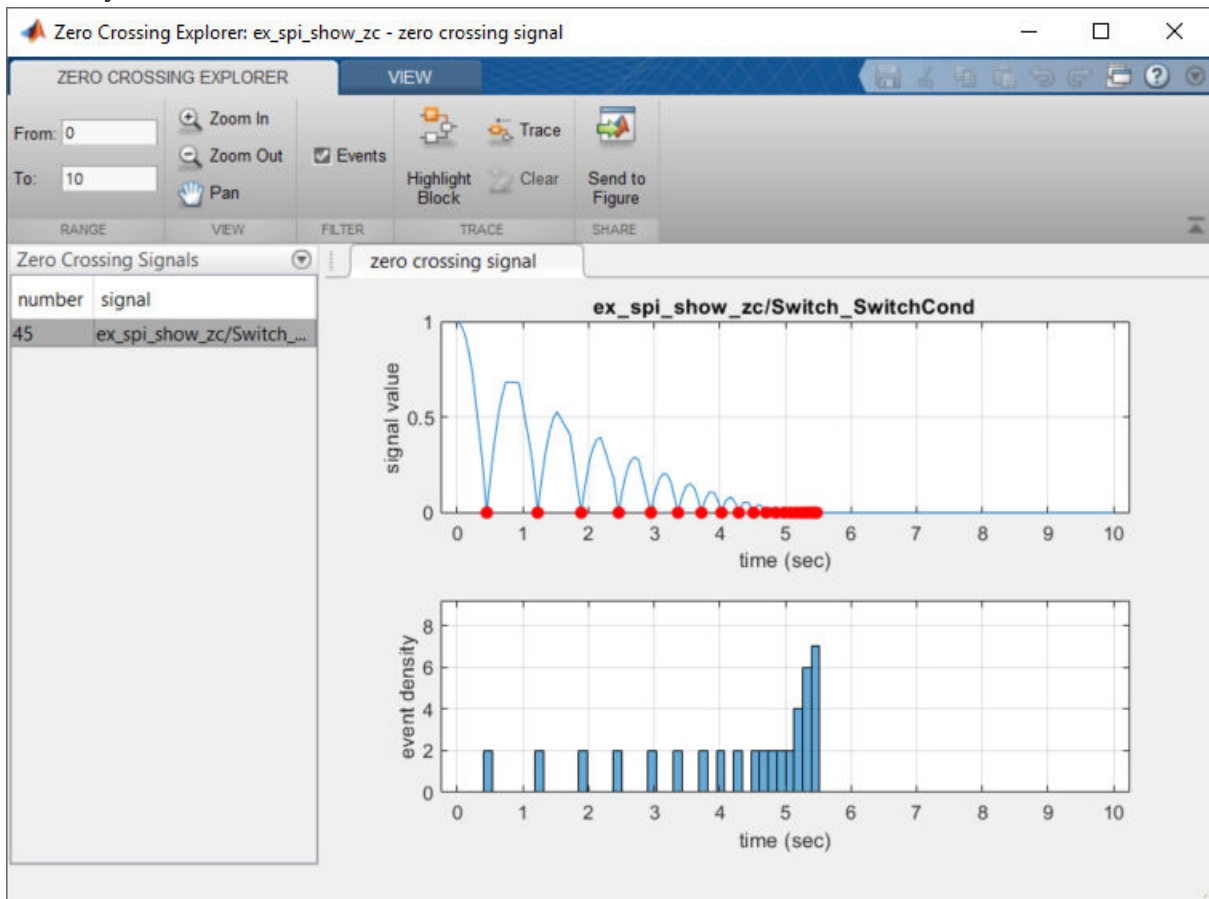 Zero Crossing Explorer: ex_spi_show_zc - zero crossing signal
ZERO CROSSING EXPLORER VIEW
From: 0
To: 10
Zoom In
Zoom Out
Pan
Events
Highlight Block
Trace
Clear
Send to Figure
RANGE VIEW FILTER TRACE SHARE
Zero Crossing Signals
number signal
45 ex_spi_show_zc/Switch_...
zero crossing signal
ex_spi_show_zc/Switch_SwitchCond
signal value
1
0.5
0
0 1 2 3 4 5 6 7 8 9 10
time (sec)
event density
8
6
4
2
0
0 1 2 3 4 5 6 7 8 9 10
time (sec)